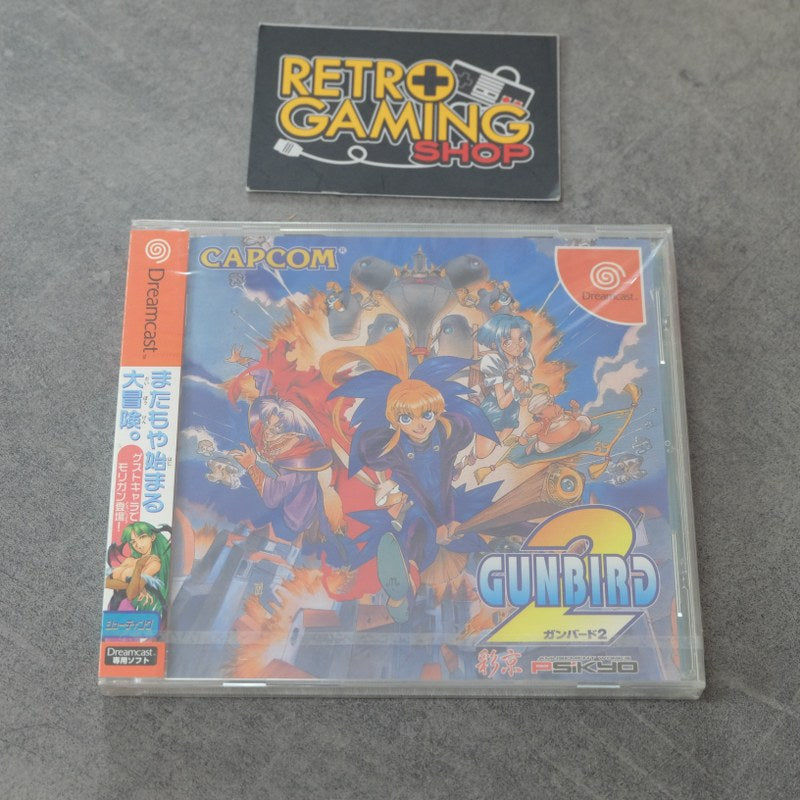 RETRO
GAMING
SHOP
Dreamcast™
またもや始まる
大冒険。
ゲストキャラで
モリガン登場!
シューティング
Dreamcast
専用ソフト
CAPCOM®
Dreamcast
GUNBIRD 2
ガンバード2
彩京 PSIKYO